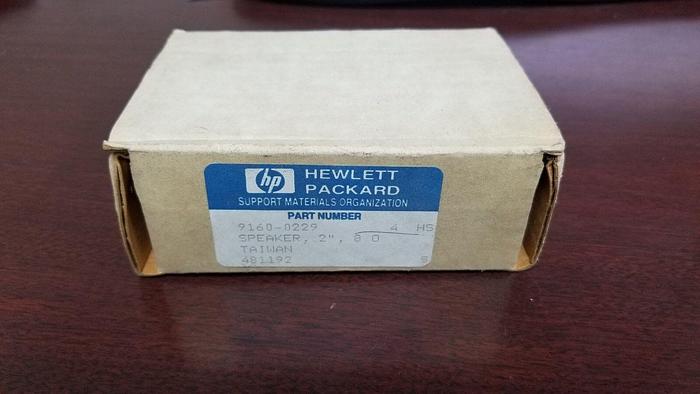 hp HEWLETT
PACKARD
SUPPORT MATERIALS ORGANIZATION
PART NUMBER
9160-0229 4 HS
SPEAKER, 2", 8 O
TAIWAN
481192 S